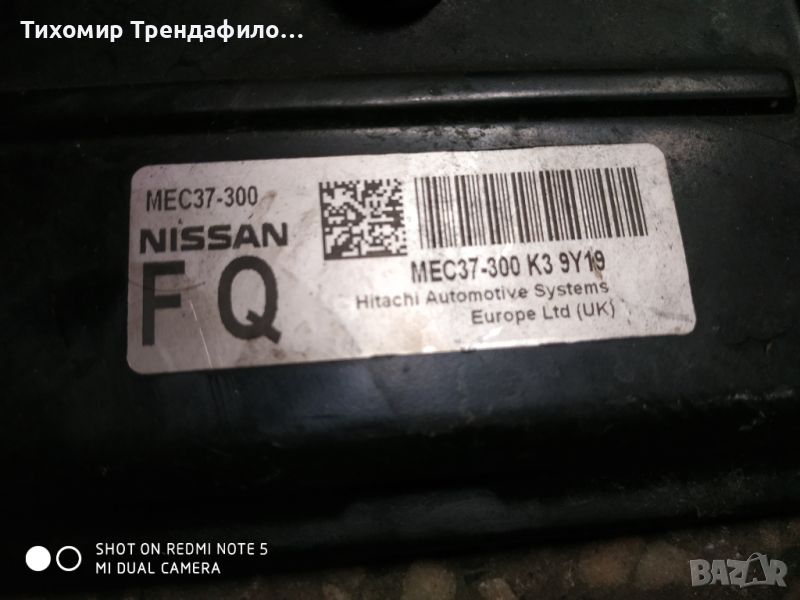 Тихомир Трендафило...
MEC37-300
NISSAN
F Q
MEC37-300 K3 9Y19
Hitachi Automotive Systems
Europe Ltd (UK)
SHOT ON REDMI NOTE 5
MI DUAL CAMERA
BAZAR